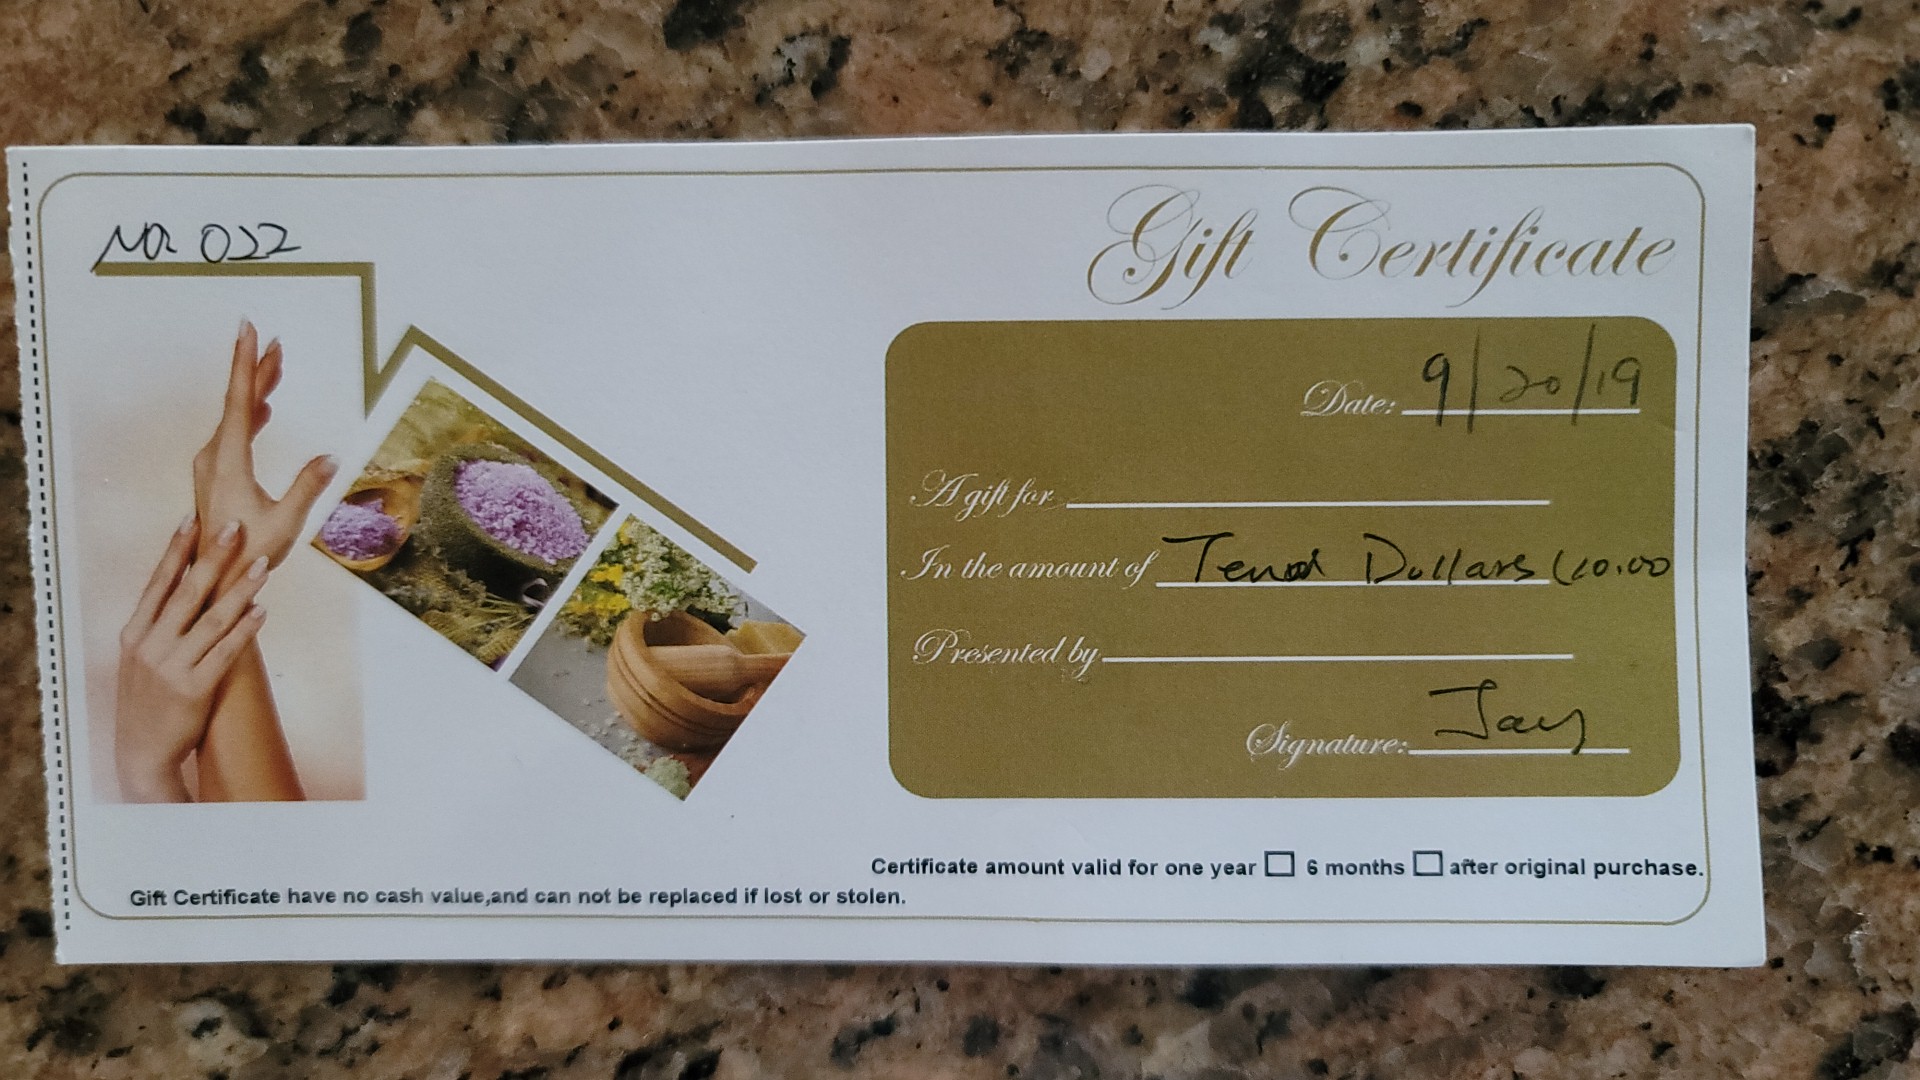 No. 022
Gift Certificate
Date: 9/20/19
A gift for
In the amount of Dollars (10.00
Presented by
Signature: Jay
Certificate amount valid for one year 6 months after original purchase.
Gift Certificate have no cash value,and can not be replaced if lost or stolen.